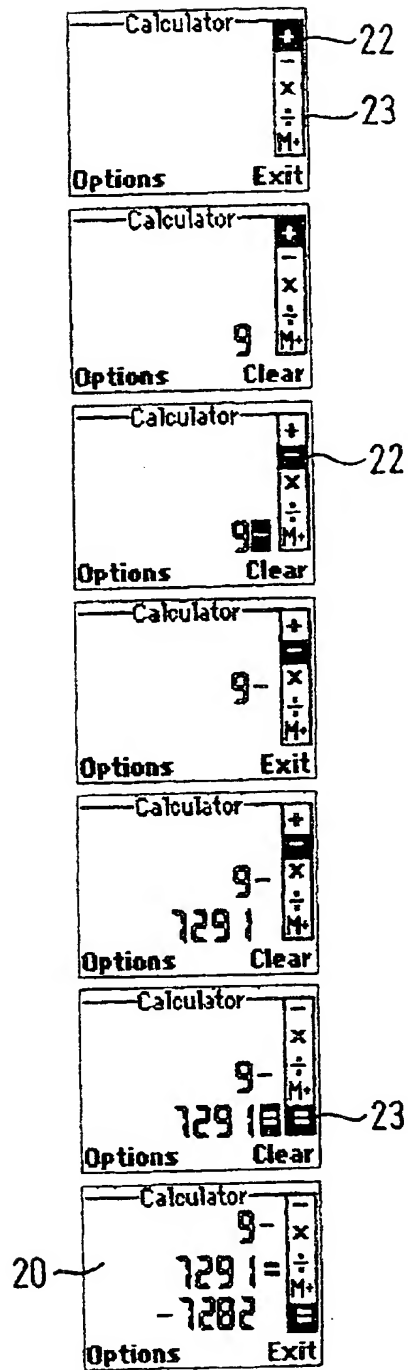 Calculator
+ 22
−
×
÷ 23
M+
Options Exit
Calculator
+
−
×
÷
9 M+
Options Clear
Calculator
+
− 22
×
÷
9− M+
Options Clear
Calculator
+
−
9− ×
÷
M+
Options Exit
Calculator
+
−
9− ×
÷
7291 M+
Options Clear
Calculator
−
×
÷
9− M+
7291= = 23
Options Clear
Calculator
9− −
×
20 7291= ÷
M+
−7282 =
Options Exit